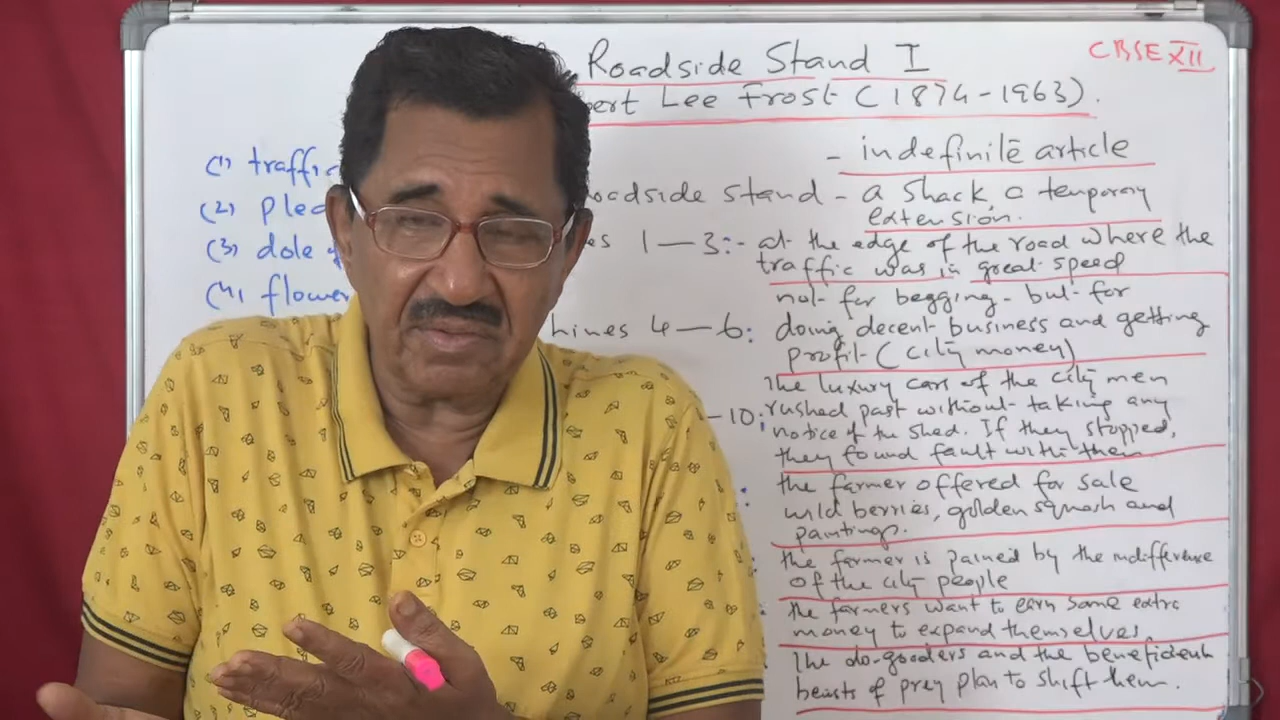 Roadside Stand I
CBSE XII
bert Lee Frost (1874-1963).
- indefinite article
(1) traffic
(2) pled
(3) dole
(4) flower
oadside stand - a shack, a temporary
extension.
es 1-3:- at the edge of the road where the
traffic was in great speed
not for begging - but for
Lines 4-6: doing decent business and getting
profit (city money)
The luxury cars of the city men
-10: rushed past without taking any
notice of the shed. If they stopped,
they found fault with them
: the farmer offered for sale
wild berries, golden squash and
paintings.
: the farmer is pained by the indifference
of the city people
: the farmers want to earn some extra
money to expand themselves
: The do-gooders and the beneficient
beasts of prey plan to shift them.